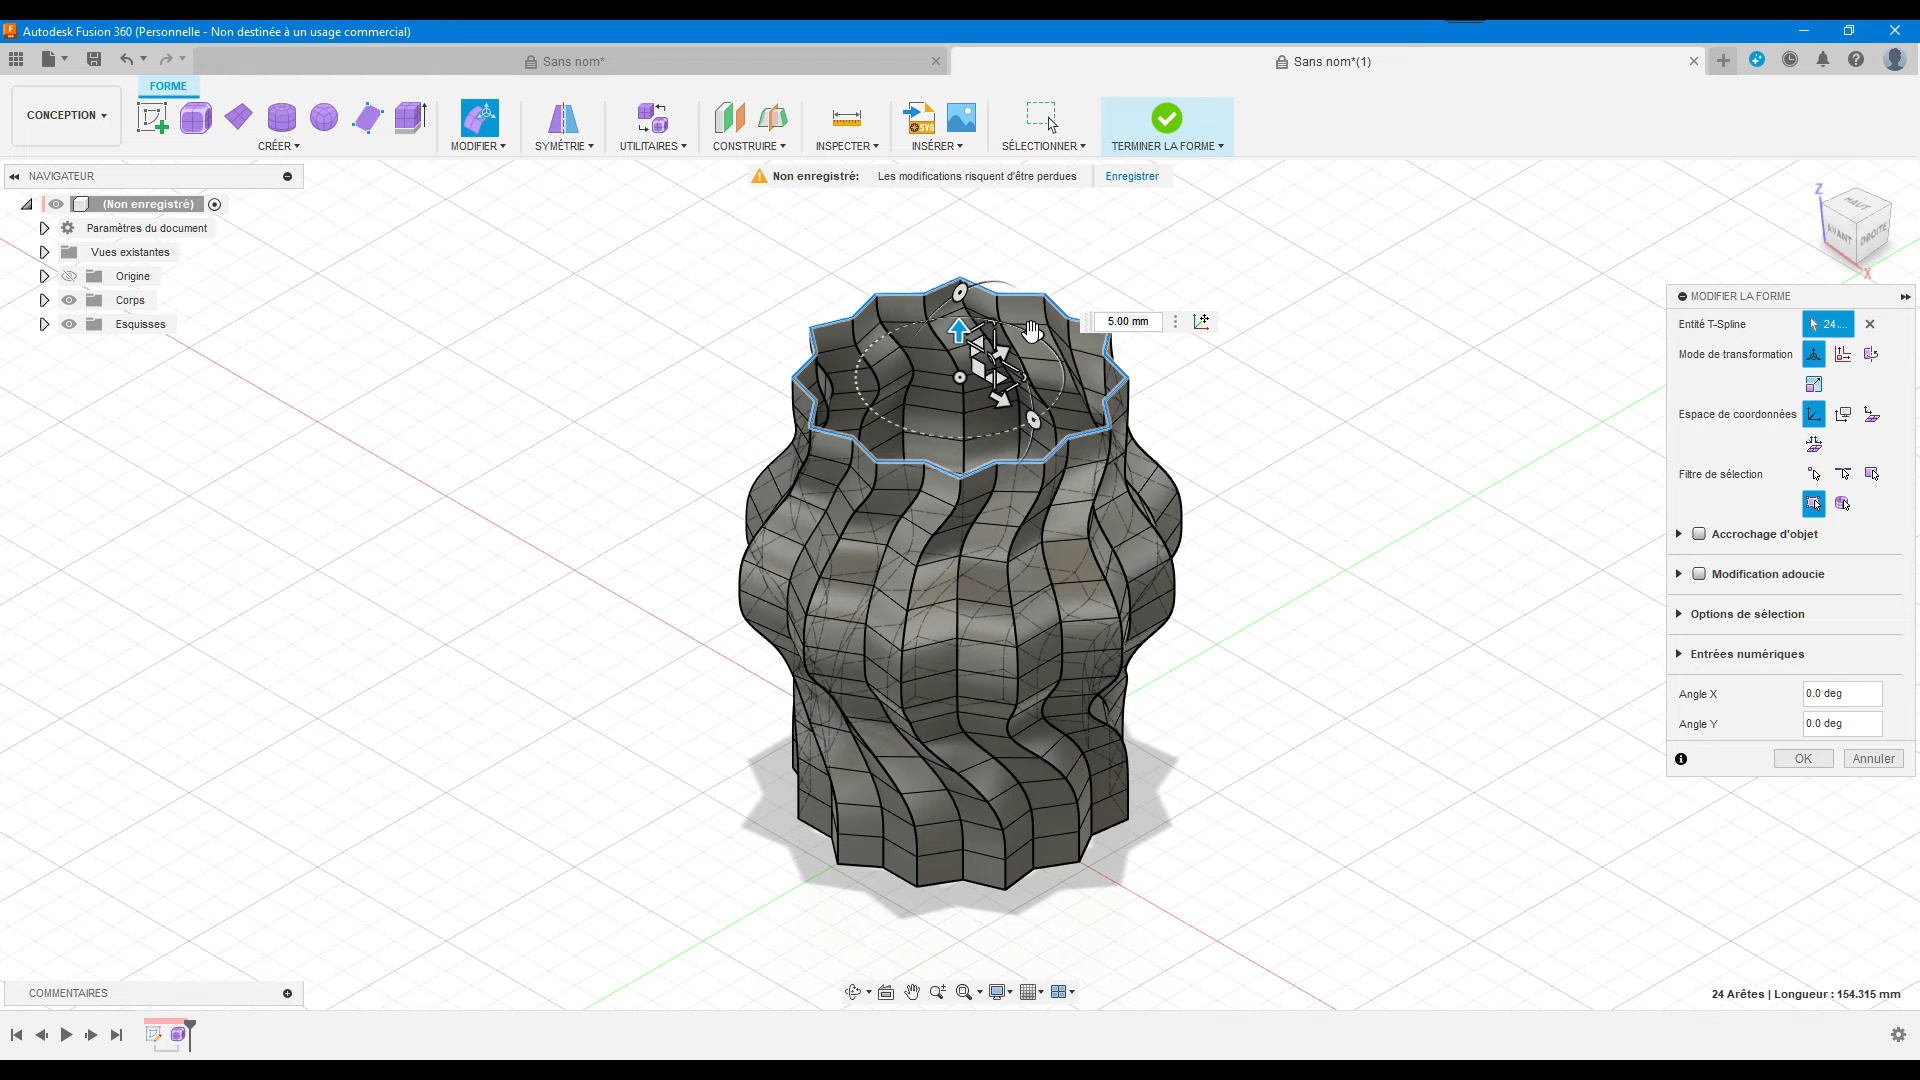 Autodesk Fusion 360 (Personnelle - Non destinée à un usage commercial)
Sans nom*
Sans nom*(1)
FORME
CONCEPTION
CRÉER
MODIFIER
SYMÉTRIE
UTILITAIRES
CONSTRUIRE
INSPECTER
INSÉRER
SÉLECTIONNER
TERMINER LA FORME
SVG
NAVIGATEUR
Non enregistré: Les modifications risquent d'être perdues Enregistrer
(Non enregistré)
Paramètres du document
Vues existantes
Origine
Corps
Esquisses
Z
HAUT
AVANT
DROITE
X
5.00 mm
MODIFIER LA FORME
Entité T-Spline 24...
Mode de transformation
Espace de coordonnées
Filtre de sélection
Accrochage d'objet
Modification adoucie
Options de sélection
Entrées numériques
Angle X 0.0 deg
Angle Y 0.0 deg
OK Annuler
COMMENTAIRES
24 Arêtes | Longueur : 154.315 mm